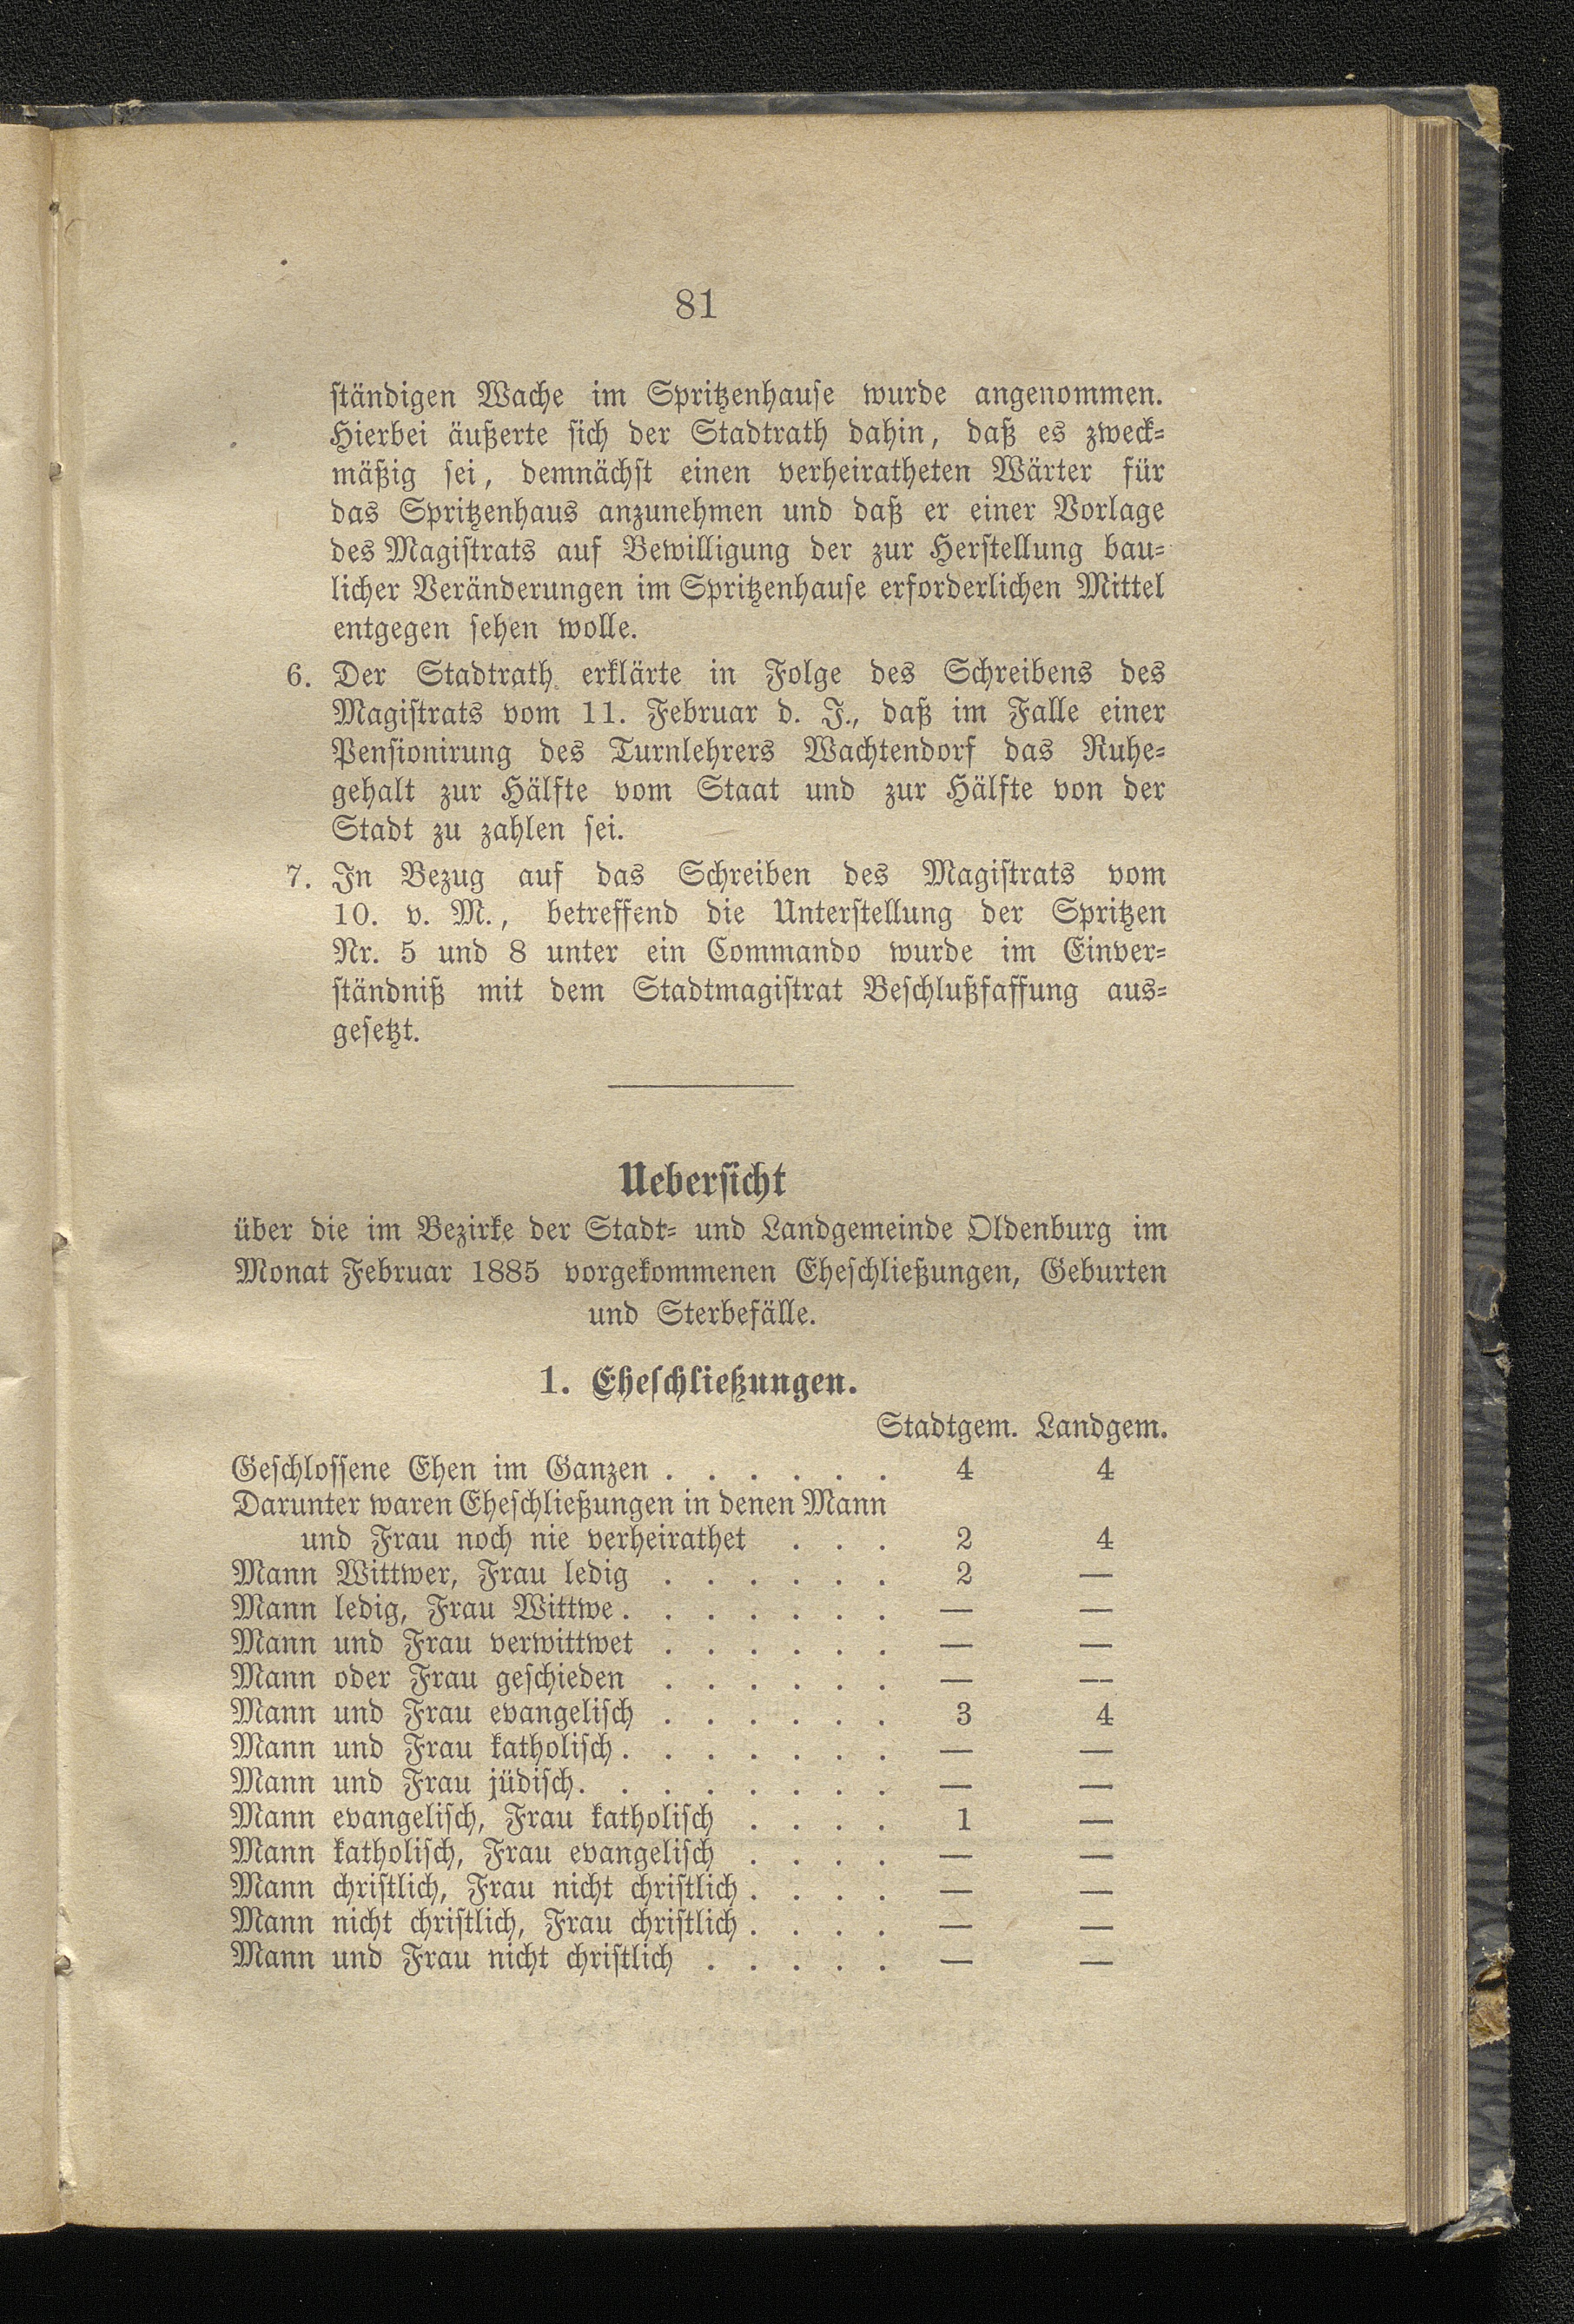 81
ständigen Wache im Spritzenhause wurde angenommen.
Hierbei äußerte sich der Stadtrath dahin, daß es zweck-
mäßig sei, demnächst einen verheiratheten Wärter für
das Spritzenhaus anzunehmen und daß er einer Vorlage
des Magistrats auf Bewilligung der zur Herstellung bau-
licher Veränderungen im Spritzenhause erforderlichen Mittel
entgegen sehen wolle.
6. Der Stadtrath erklärte in Folge des Schreibens des
Magistrats vom 11. Februar d. J., daß im Falle einer
Pensionirung des Turnlehrers Wachtendorf das Ruhe-
gehalt zur Hälfte vom Staat und zur Hälfte von der
Stadt zu zahlen sei.
7. In Bezug auf das Schreiben des Magistrats vom
10. v. M., betreffend die Unterstellung der Spritzen
Nr. 5 und 8 unter ein Commando wurde im Einver-
ständniß mit dem Stadtmagistrat Beschlußfassung aus-
gesetzt.
Uebersicht
über die im Bezirke der Stadt- und Landgemeinde Oldenburg im
Monat Februar 1885 vorgekommenen Eheschließungen, Geburten
und Sterbefälle.
1. Eheschließungen.
Stadtgem. Landgem.
Geschlossene Ehen im Ganzen . . . . . . 4 4
Darunter waren Eheschließungen in denen Mann
und Frau noch nie verheirathet . . . 2 4
Mann Wittwer, Frau ledig . . . . . . 2 —
Mann ledig, Frau Wittwe . . . . . . . — —
Mann und Frau verwittwet . . . . . . — —
Mann oder Frau geschieden . . . . . . — —
Mann und Frau evangelisch . . . . . . 3 4
Mann und Frau katholisch . . . . . . . — —
Mann und Frau jüdisch . . . . . . . . — —
Mann evangelisch, Frau katholisch . . . . 1 —
Mann katholisch, Frau evangelisch . . . . — —
Mann christlich, Frau nicht christlich . . . . — —
Mann nicht christlich, Frau christlich . . . . — —
Mann und Frau nicht christlich . . . . . — —